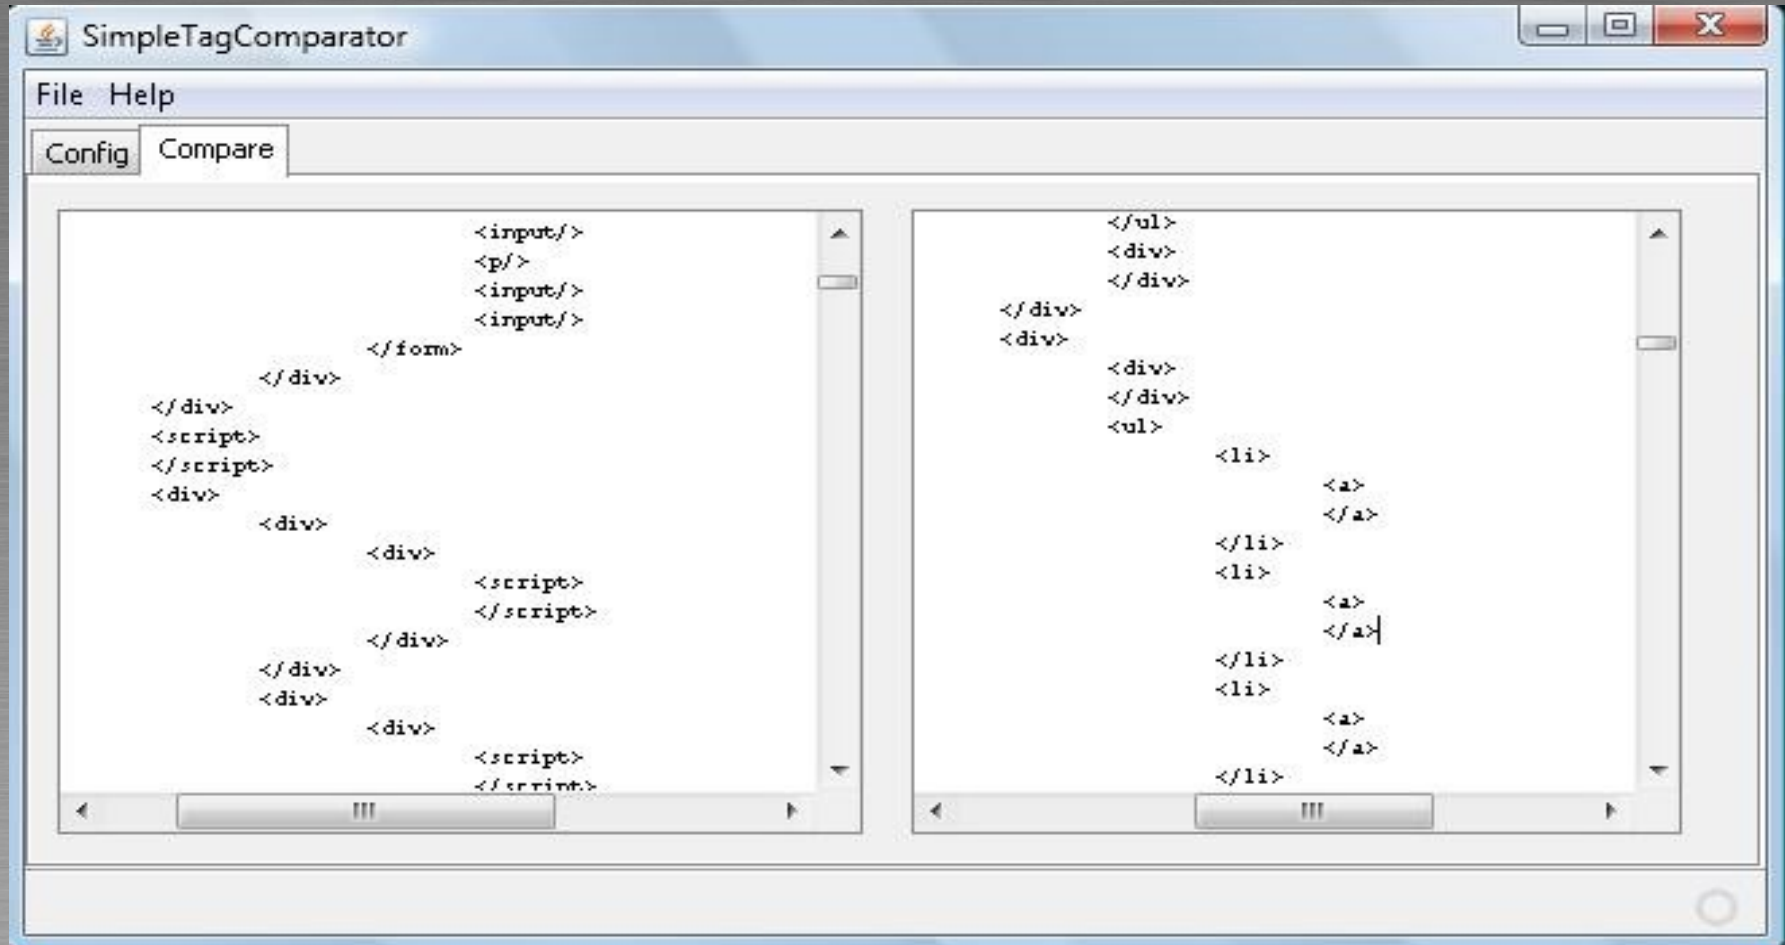 SimpleTagComparator
File Help
Config Compare
<input/>
<p/>
<input/>
<input/>
</form>
</div>
</div>
<script>
</script>
<div>
<div>
<div>
<script>
</script>
</div>
</div>
<div>
<div>
<script>
</script>
</ul>
<div>
</div>
</div>
<div>
<div>
</div>
<ul>
<li>
<a>
</a>
</li>
<li>
<a>
</a>
</li>
<li>
<a>
</a>
</li>